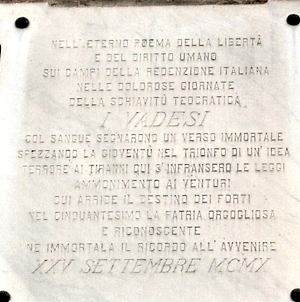 NELL'ETERNO POEMA DELLA LIBERTÀ
E DEL DIRITTO UMANO
SUI CAMPI DELLA REDENZIONE ITALIANA
NELLE DOLOROSE GIORNATE
DELLA SCHIAVITÙ TEOCRATICA
I VADESI
COL SANGUE SEGNARONO UN VERSO IMMORTALE
SPEZZANDO LA GIOVENTÙ NEL TRIONFO DI UN'IDEA
TERRORE AI TIRANNI QUI S'INFRANSERO LE LEGGI
AMMONIMENTO AI VENTURI
CUI ARRIDE IL DESTINO DEI FORTI
NEL CINQUANTESIMO LA PATRIA ORGOGLIOSA
E RICONOSCENTE
NE IMMORTALA IL RICORDO ALL'AVVENIRE
XXV SETTEMBRE MCMX